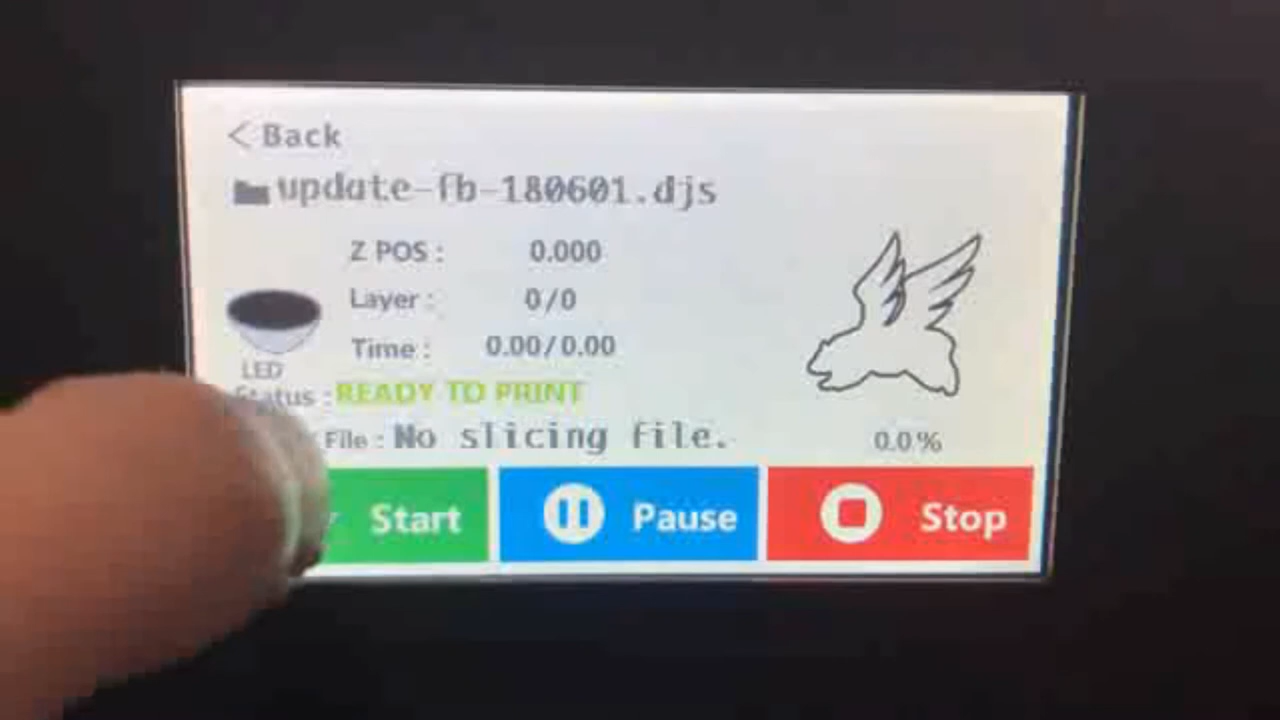 < Back
update-fb-180601.djs
Z POS : 0.000
Layer : 0/0
Time : 0.00/0.00
LED
Status : READY TO PRINT
File : No slicing file.
0.0%
Start
Pause
Stop